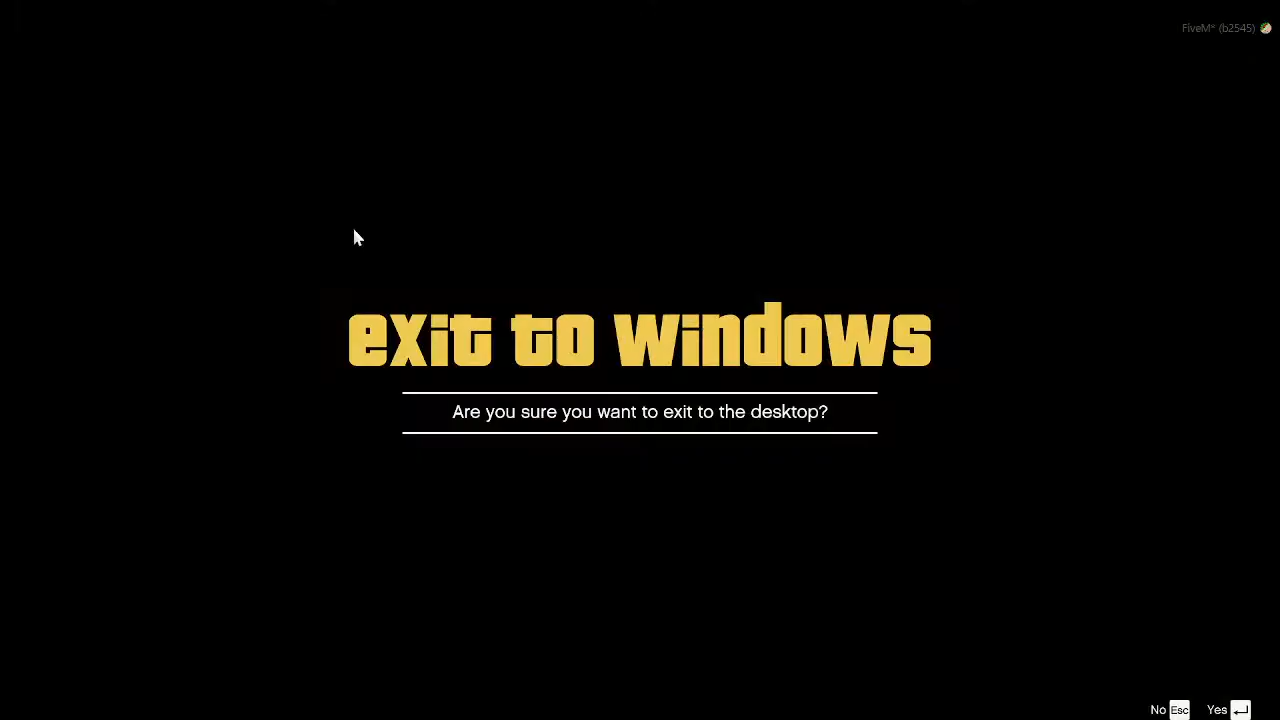 FiveM* (b2545)
exit to windows
Are you sure you want to exit to the desktop?
No Esc Yes